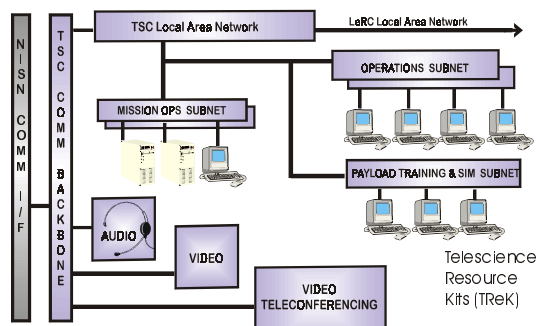 NISN COMM I/F
TSC COMM BACKBONE
TSC Local Area Network
LeRC Local Area Network
OPERATIONS SUBNET
MISSION OPS SUBNET
PAYLOAD TRAINING & SIM SUBNET
AUDIO
VIDEO
VIDEO
TELECONFERENCING
Telescience
Resource
Kits (TReK)